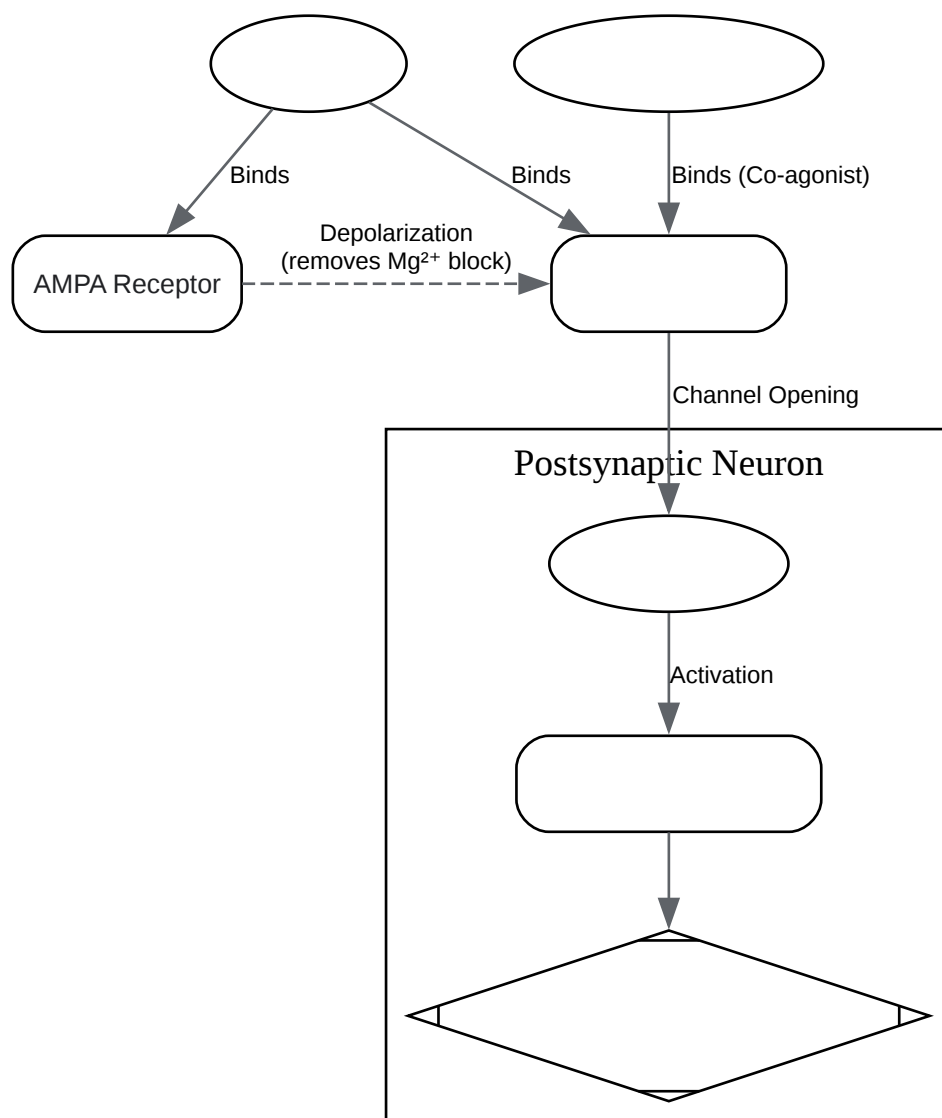 Binds
Binds
Binds (Co-agonist)
Depolarization
(removes Mg²⁺ block)
AMPA Receptor
Channel Opening
Postsynaptic Neuron
Activation